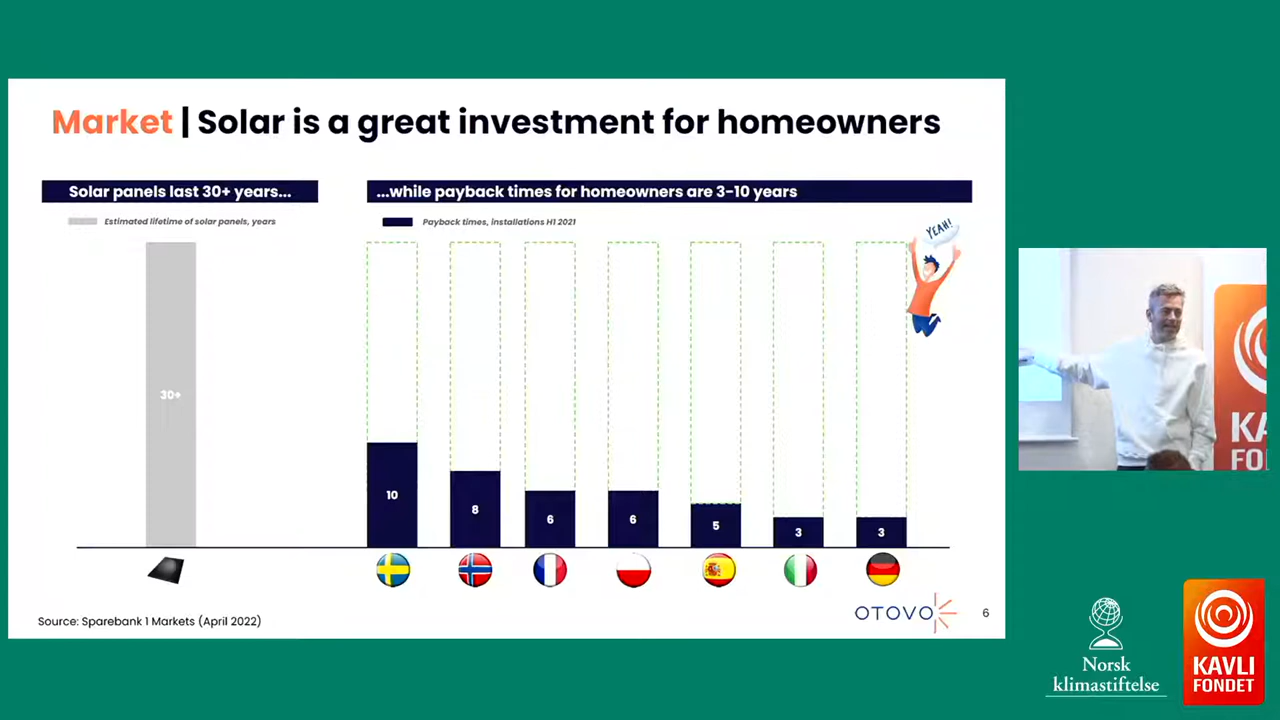 Market | Solar is a great investment for homeowners
Solar panels last 30+ years...
...while payback times for homeowners are 3-10 years
Estimated lifetime of solar panels, years
Payback times, installations H1 2021
YEAH!
30+
10
8
6
6
5
3
3
Source: Sparebank 1 Markets (April 2022)
OTOVO
6
KA
FO
Norsk
klimastiftelse
KAVLI
FONDET